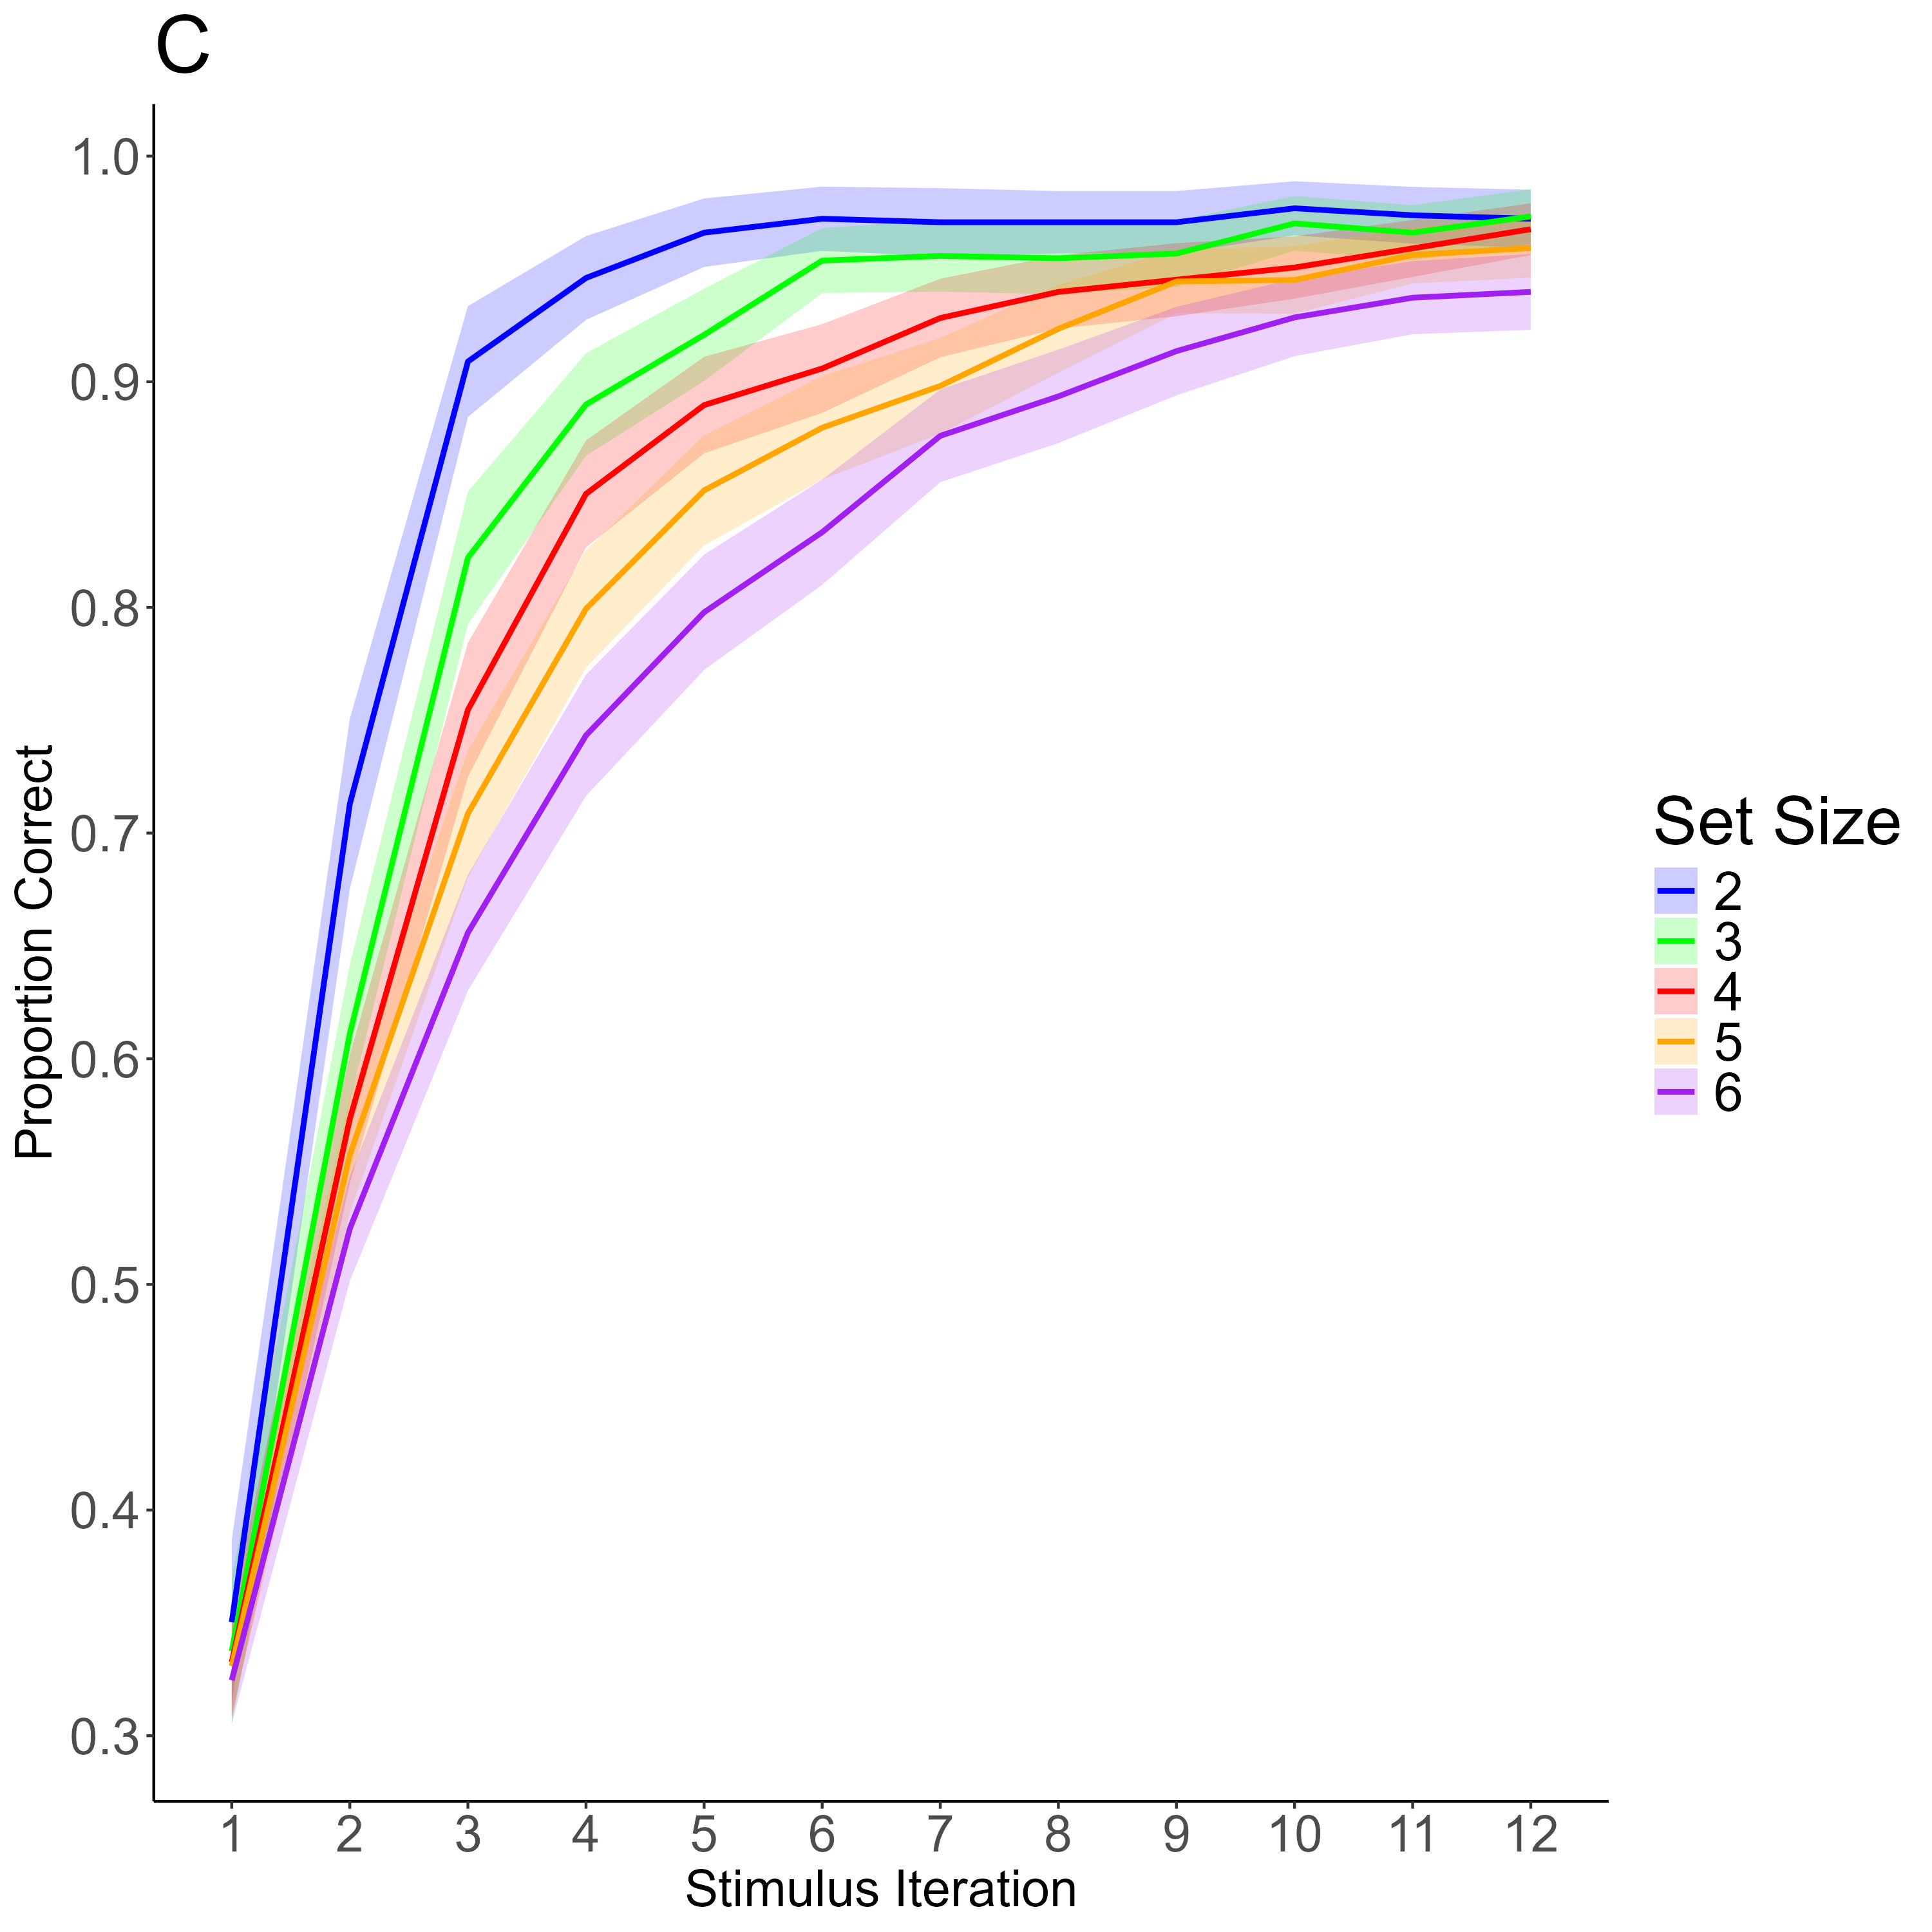 C
1.0
0.9
0.8
0.7
0.6
0.5
0.4
0.3
Proportion Correct
1 2 3 4 5 6 7 8 9 10 11 12
Stimulus Iteration
Set Size
2
3
4
5
6